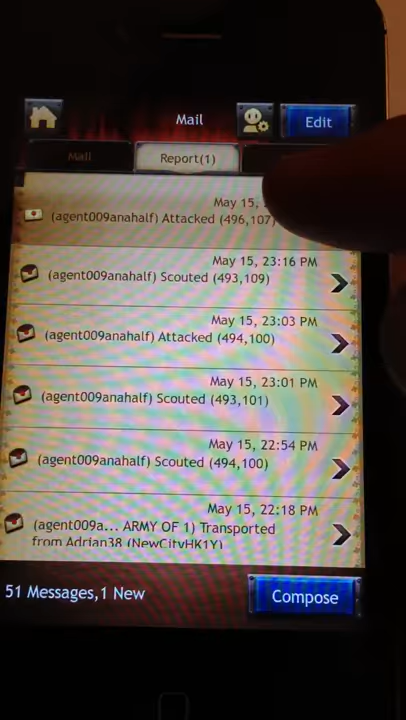 Mail
Edit
Mail
Report(1)
May 15,
(agent009anahalf) Attacked (496,107)
May 15, 23:16 PM
(agent009anahalf) Scouted (493,109)
May 15, 23:03 PM
(agent009anahalf) Attacked (494,100)
May 15, 23:01 PM
(agent009anahalf) Scouted (493,101)
May 15, 22:54 PM
(agent009anahalf) Scouted (494,100)
May 15, 22:18 PM
(agent009a... ARMY OF 1) Transported
from Adrian38 (NewCityHK1Y)
51 Messages,1 New
Compose